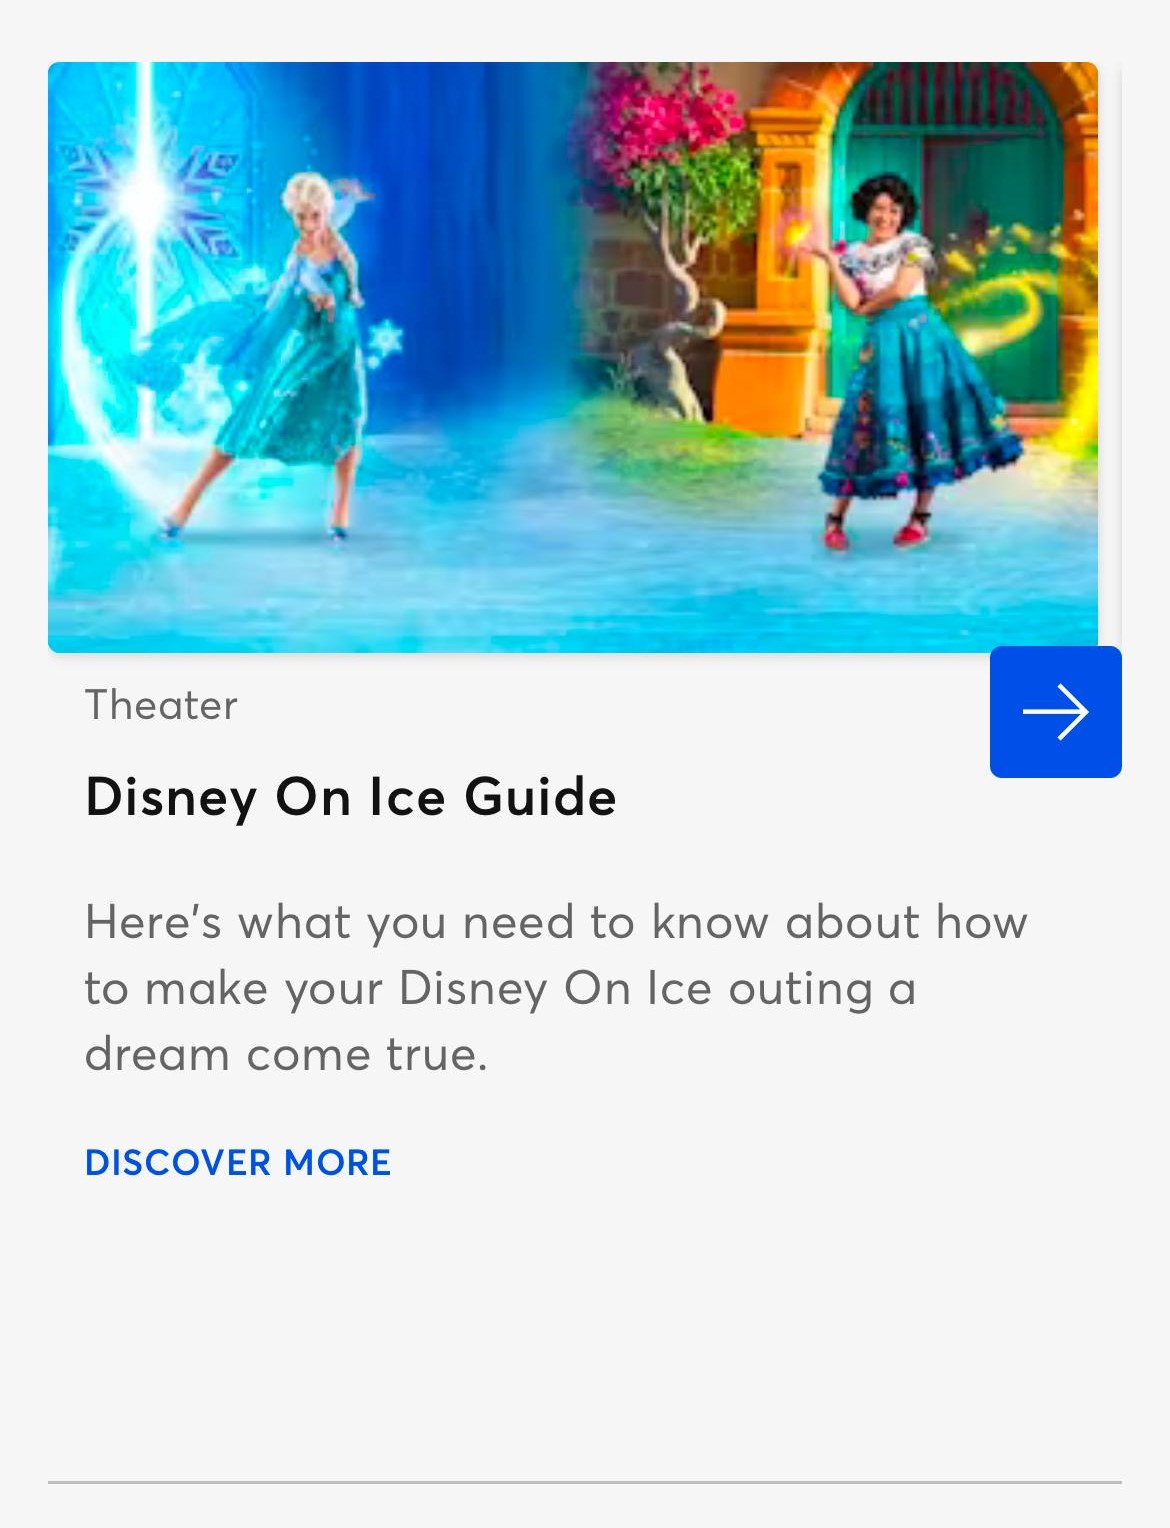 Theater
Disney On Ice Guide
Here's what you need to know about how
to make your Disney On Ice outing a
dream come true.
DISCOVER MORE